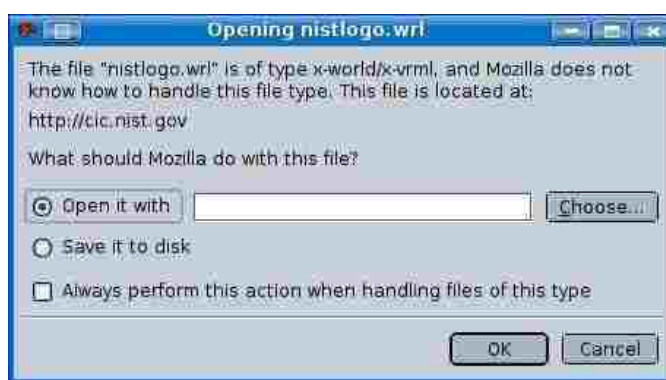 Opening nistlogo.wrl
The file "nistlogo.wrl" is of type x-world/x-vrml, and Mozilla does not
know how to handle this file type. This file is located at:
http://cic.nist.gov
What should Mozilla do with this file?
Open it with Choose...
Save it to disk
Always perform this action when handling files of this type
OK Cancel